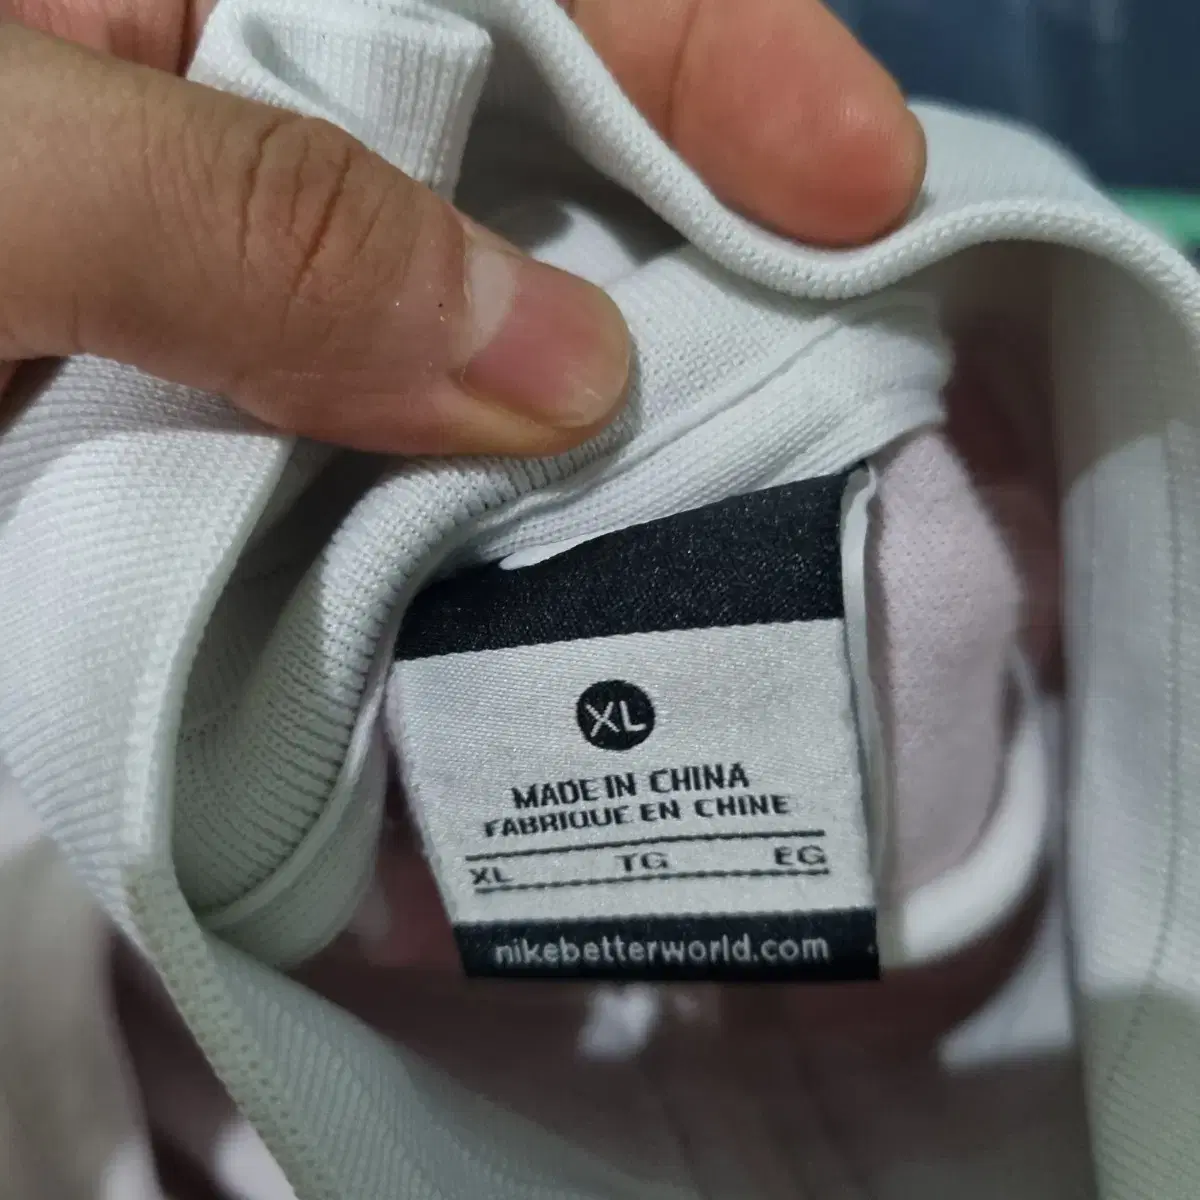 XL
MADE IN CHINA
FABRIQUE EN CHINE
XL TG EG
nikebetterworld.com